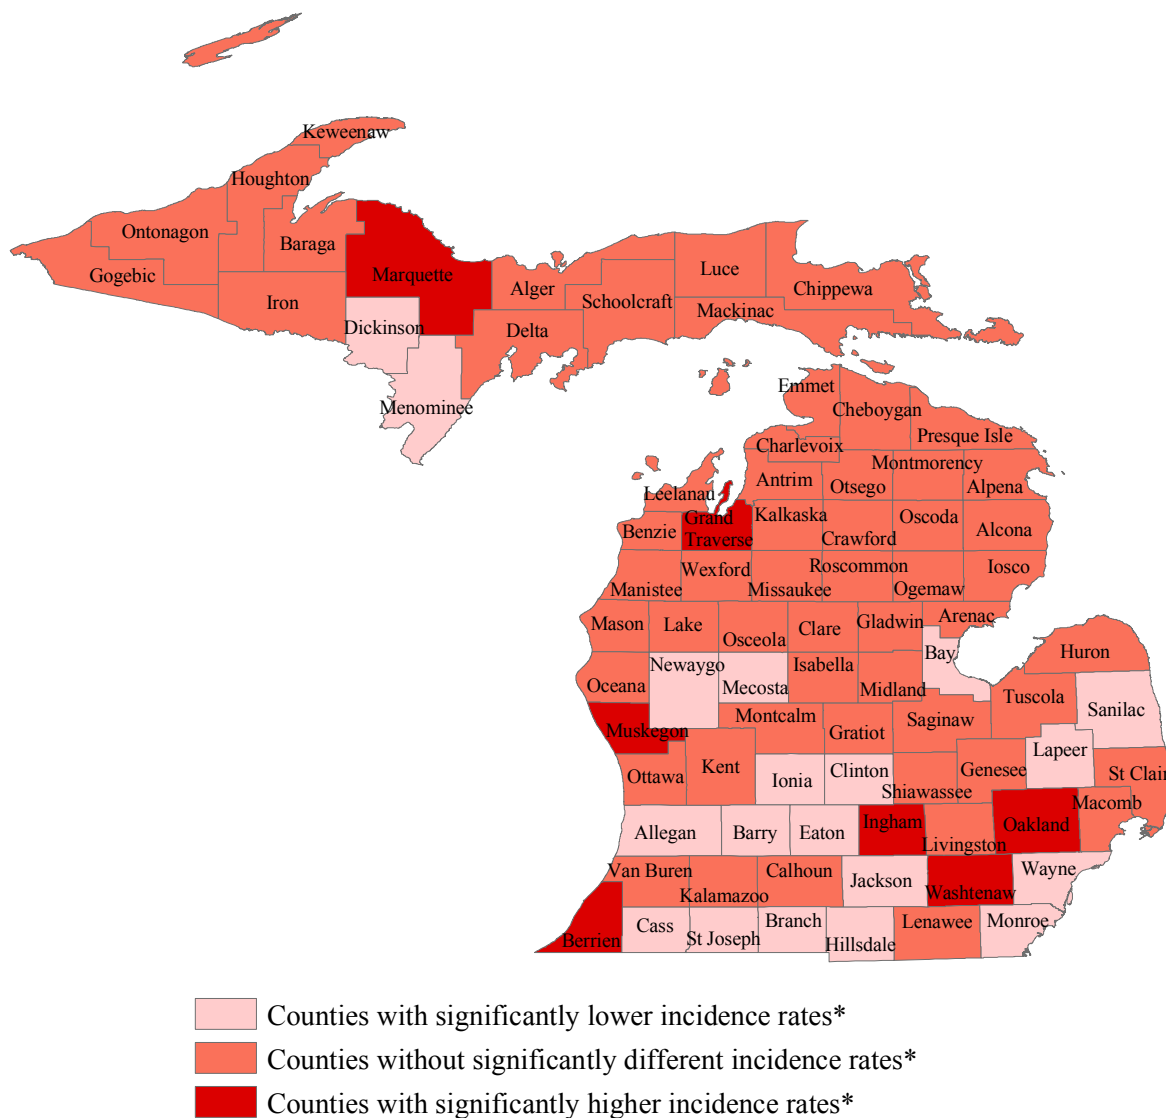 Keweenaw
Houghton
Ontonagon
Baraga
Gogebic
Marquette
Iron
Alger
Luce
Chippewa
Schoolcraft
Mackinac
Dickinson
Delta
Menominee
Emmet
Cheboygan
Presque Isle
Charlevoix
Montmorency
Antrim
Otsego
Alpena
Leelanau
Grand
Traverse
Kalkaska
Oscoda
Benzie
Crawford
Alcona
Wexford
Roscommon
Iosco
Manistee
Missaukee
Ogemaw
Mason
Lake
Osceola
Clare
Gladwin
Arenac
Newaygo
Isabella
Bay
Huron
Oceana
Mecosta
Midland
Tuscola
Sanilac
Muskegon
Montcalm
Gratiot
Saginaw
Lapeer
Ottawa
Kent
Ionia
Clinton
Shiawassee
Genesee
St Clair
Macomb
Allegan
Barry
Eaton
Ingham
Livingston
Oakland
Van Buren
Kalamazoo
Calhoun
Jackson
Washtenaw
Wayne
Berrien
Cass
St Joseph
Branch
Hillsdale
Lenawee
Monroe
Counties with significantly lower incidence rates*
Counties without significantly different incidence rates*
Counties with significantly higher incidence rates*